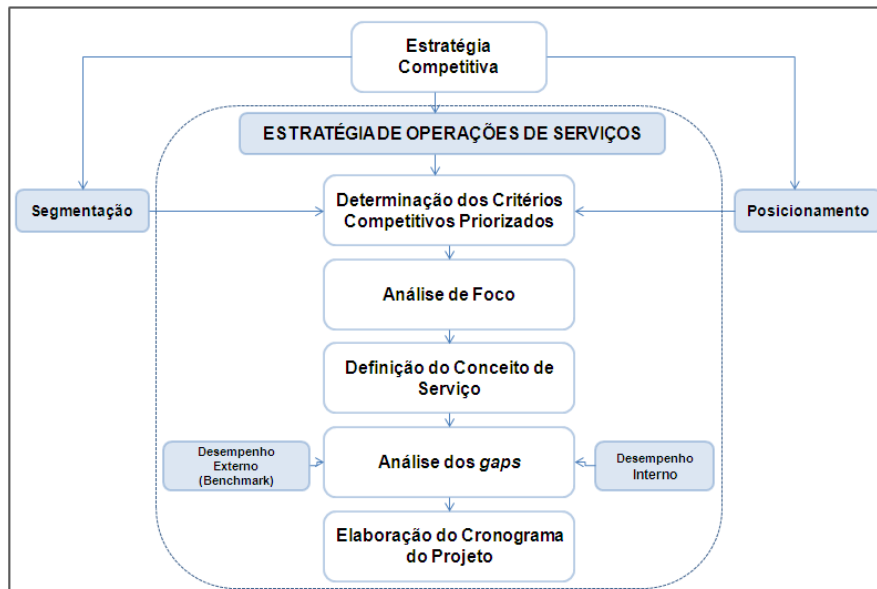 Estratégia
Competitiva
ESTRATÉGIA DE OPERAÇÕES DE SERVIÇOS
Segmentação
Determinação dos Critérios
Competitivos Priorizados
Posicionamento
Análise de Foco
Definição do Conceito de
Serviço
Desempenho
Externo
(Benchmark)
Análise dos gaps
Desempenho
Interno
Elaboração do Cronograma
do Projeto